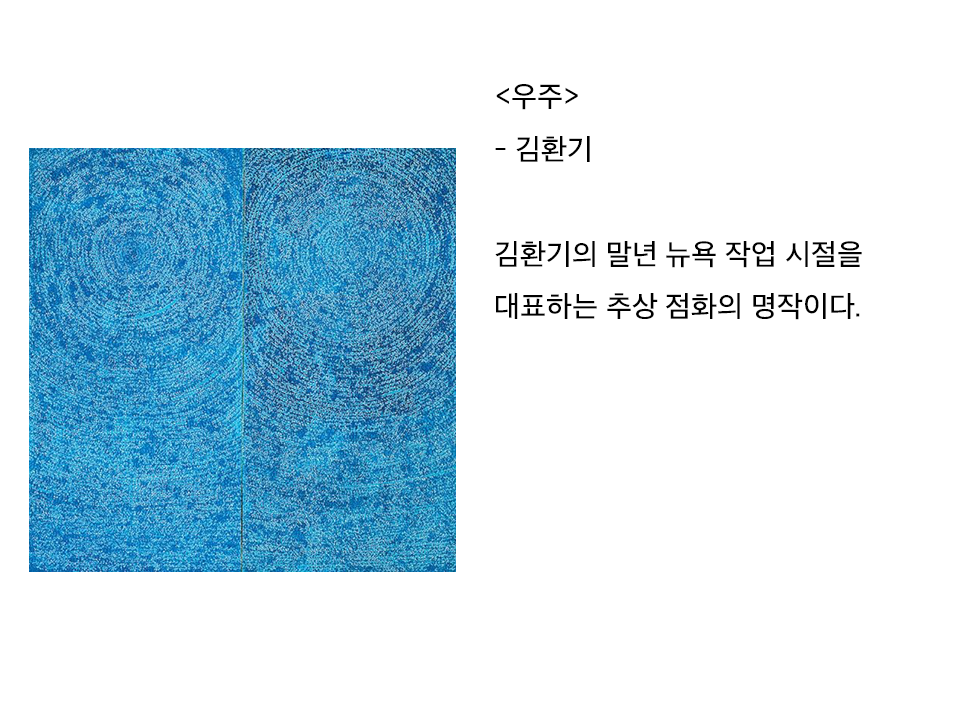 <우주>
- 김환기
김환기의 말년 뉴욕 작업 시절을
대표하는 추상 점화의 명작이다.